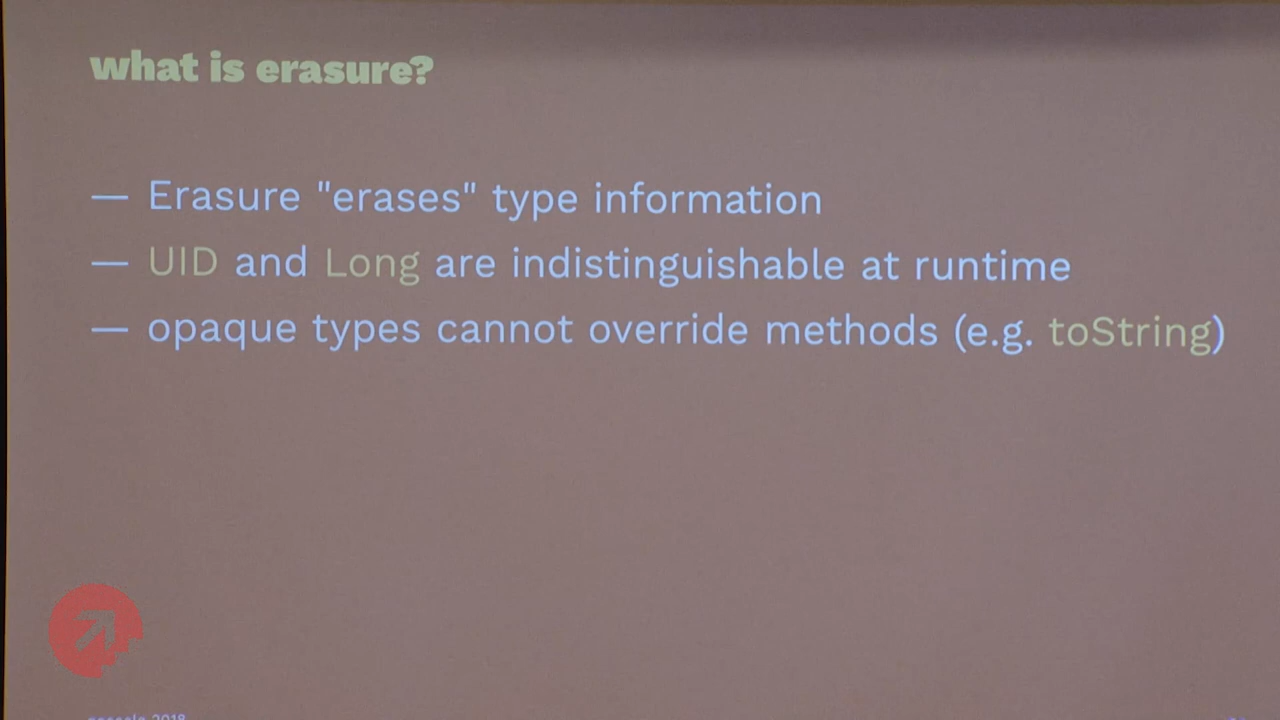 what is erasure?
— Erasure "erases" type information
— UID and Long are indistinguishable at runtime
— opaque types cannot override methods (e.g. toString)
2018